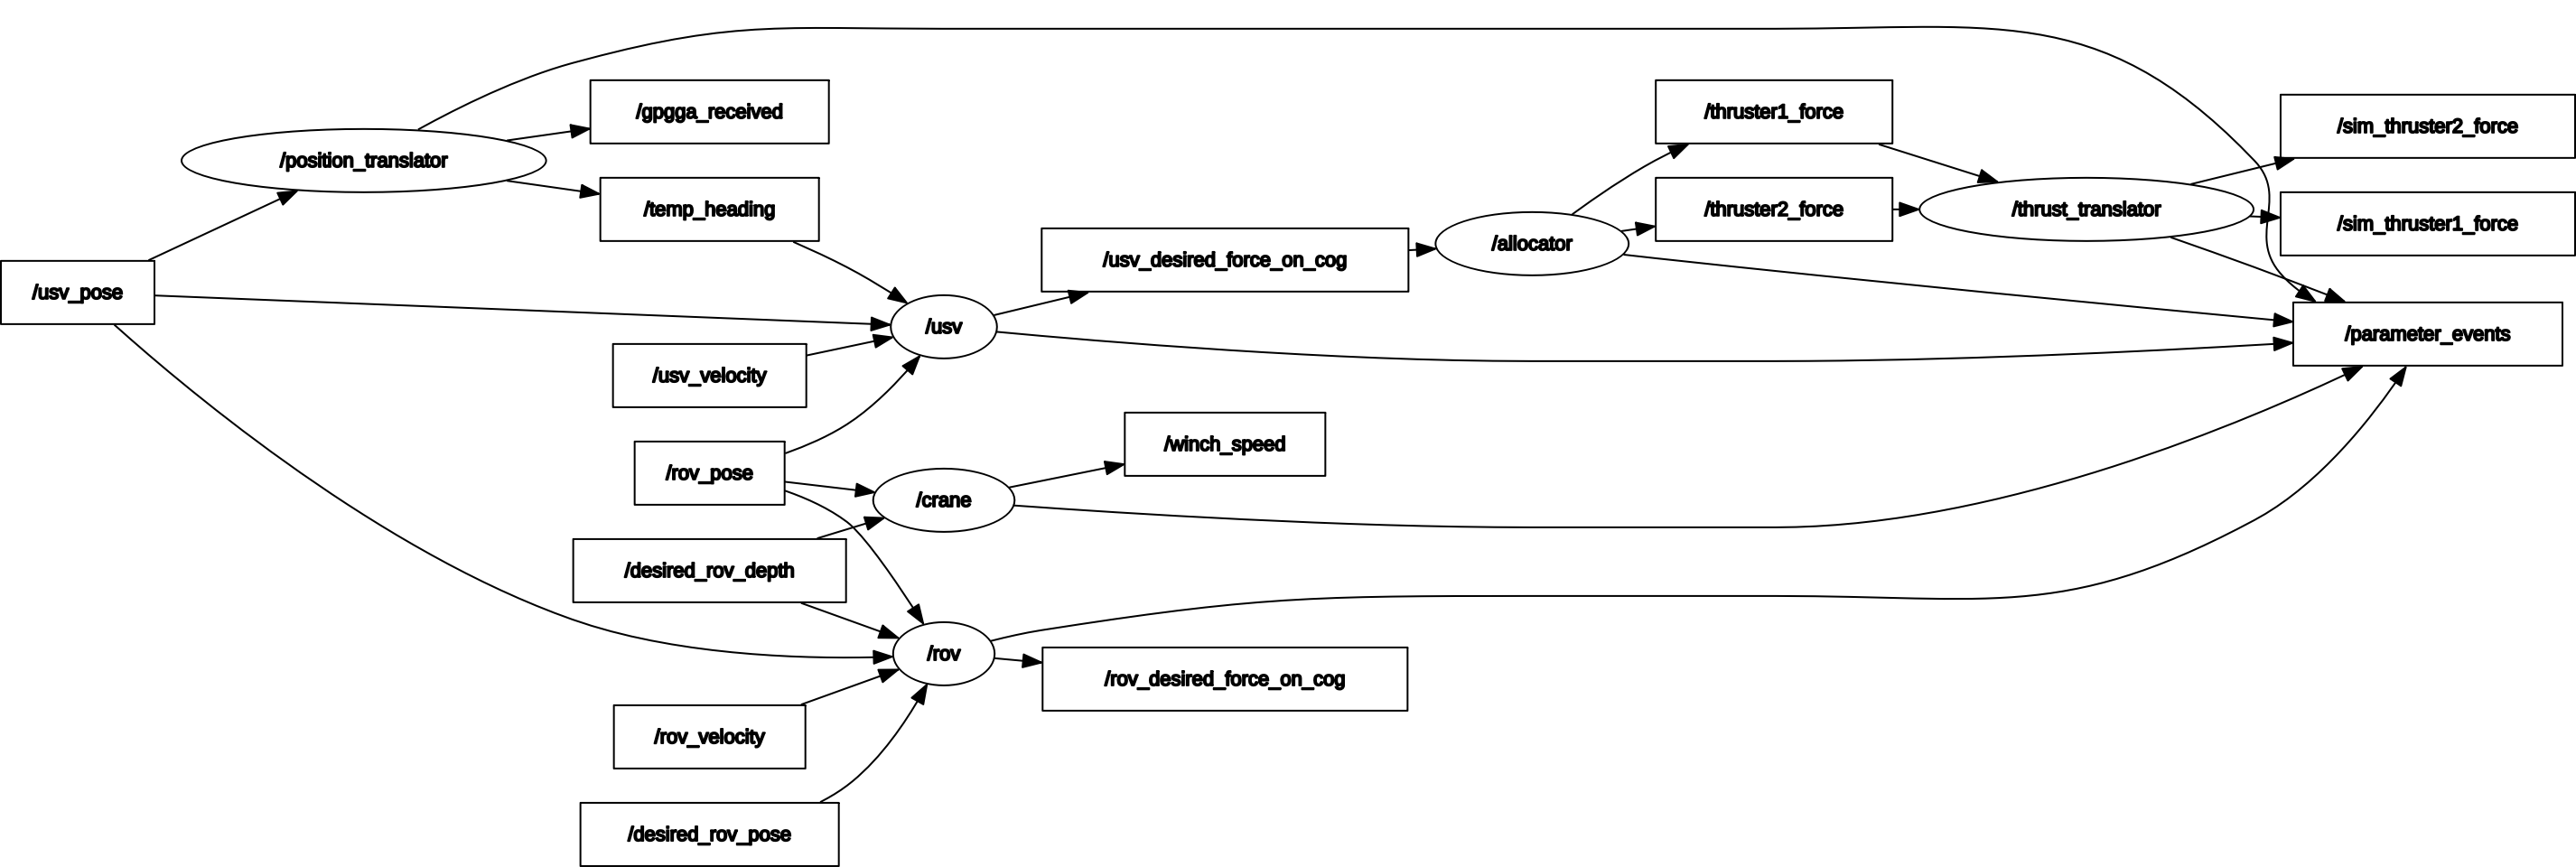 /gpgga_received
/thruster1_force
/sim_thruster2_force
/position_translator
/temp_heading
/thruster2_force
/thrust_translator
/sim_thruster1_force
/usv_desired_force_on_cog
/allocator
/usv_pose
/usv
/parameter_events
/usv_velocity
/winch_speed
/rov_pose
/crane
/desired_rov_depth
/rov
/rov_desired_force_on_cog
/rov_velocity
/desired_rov_pose